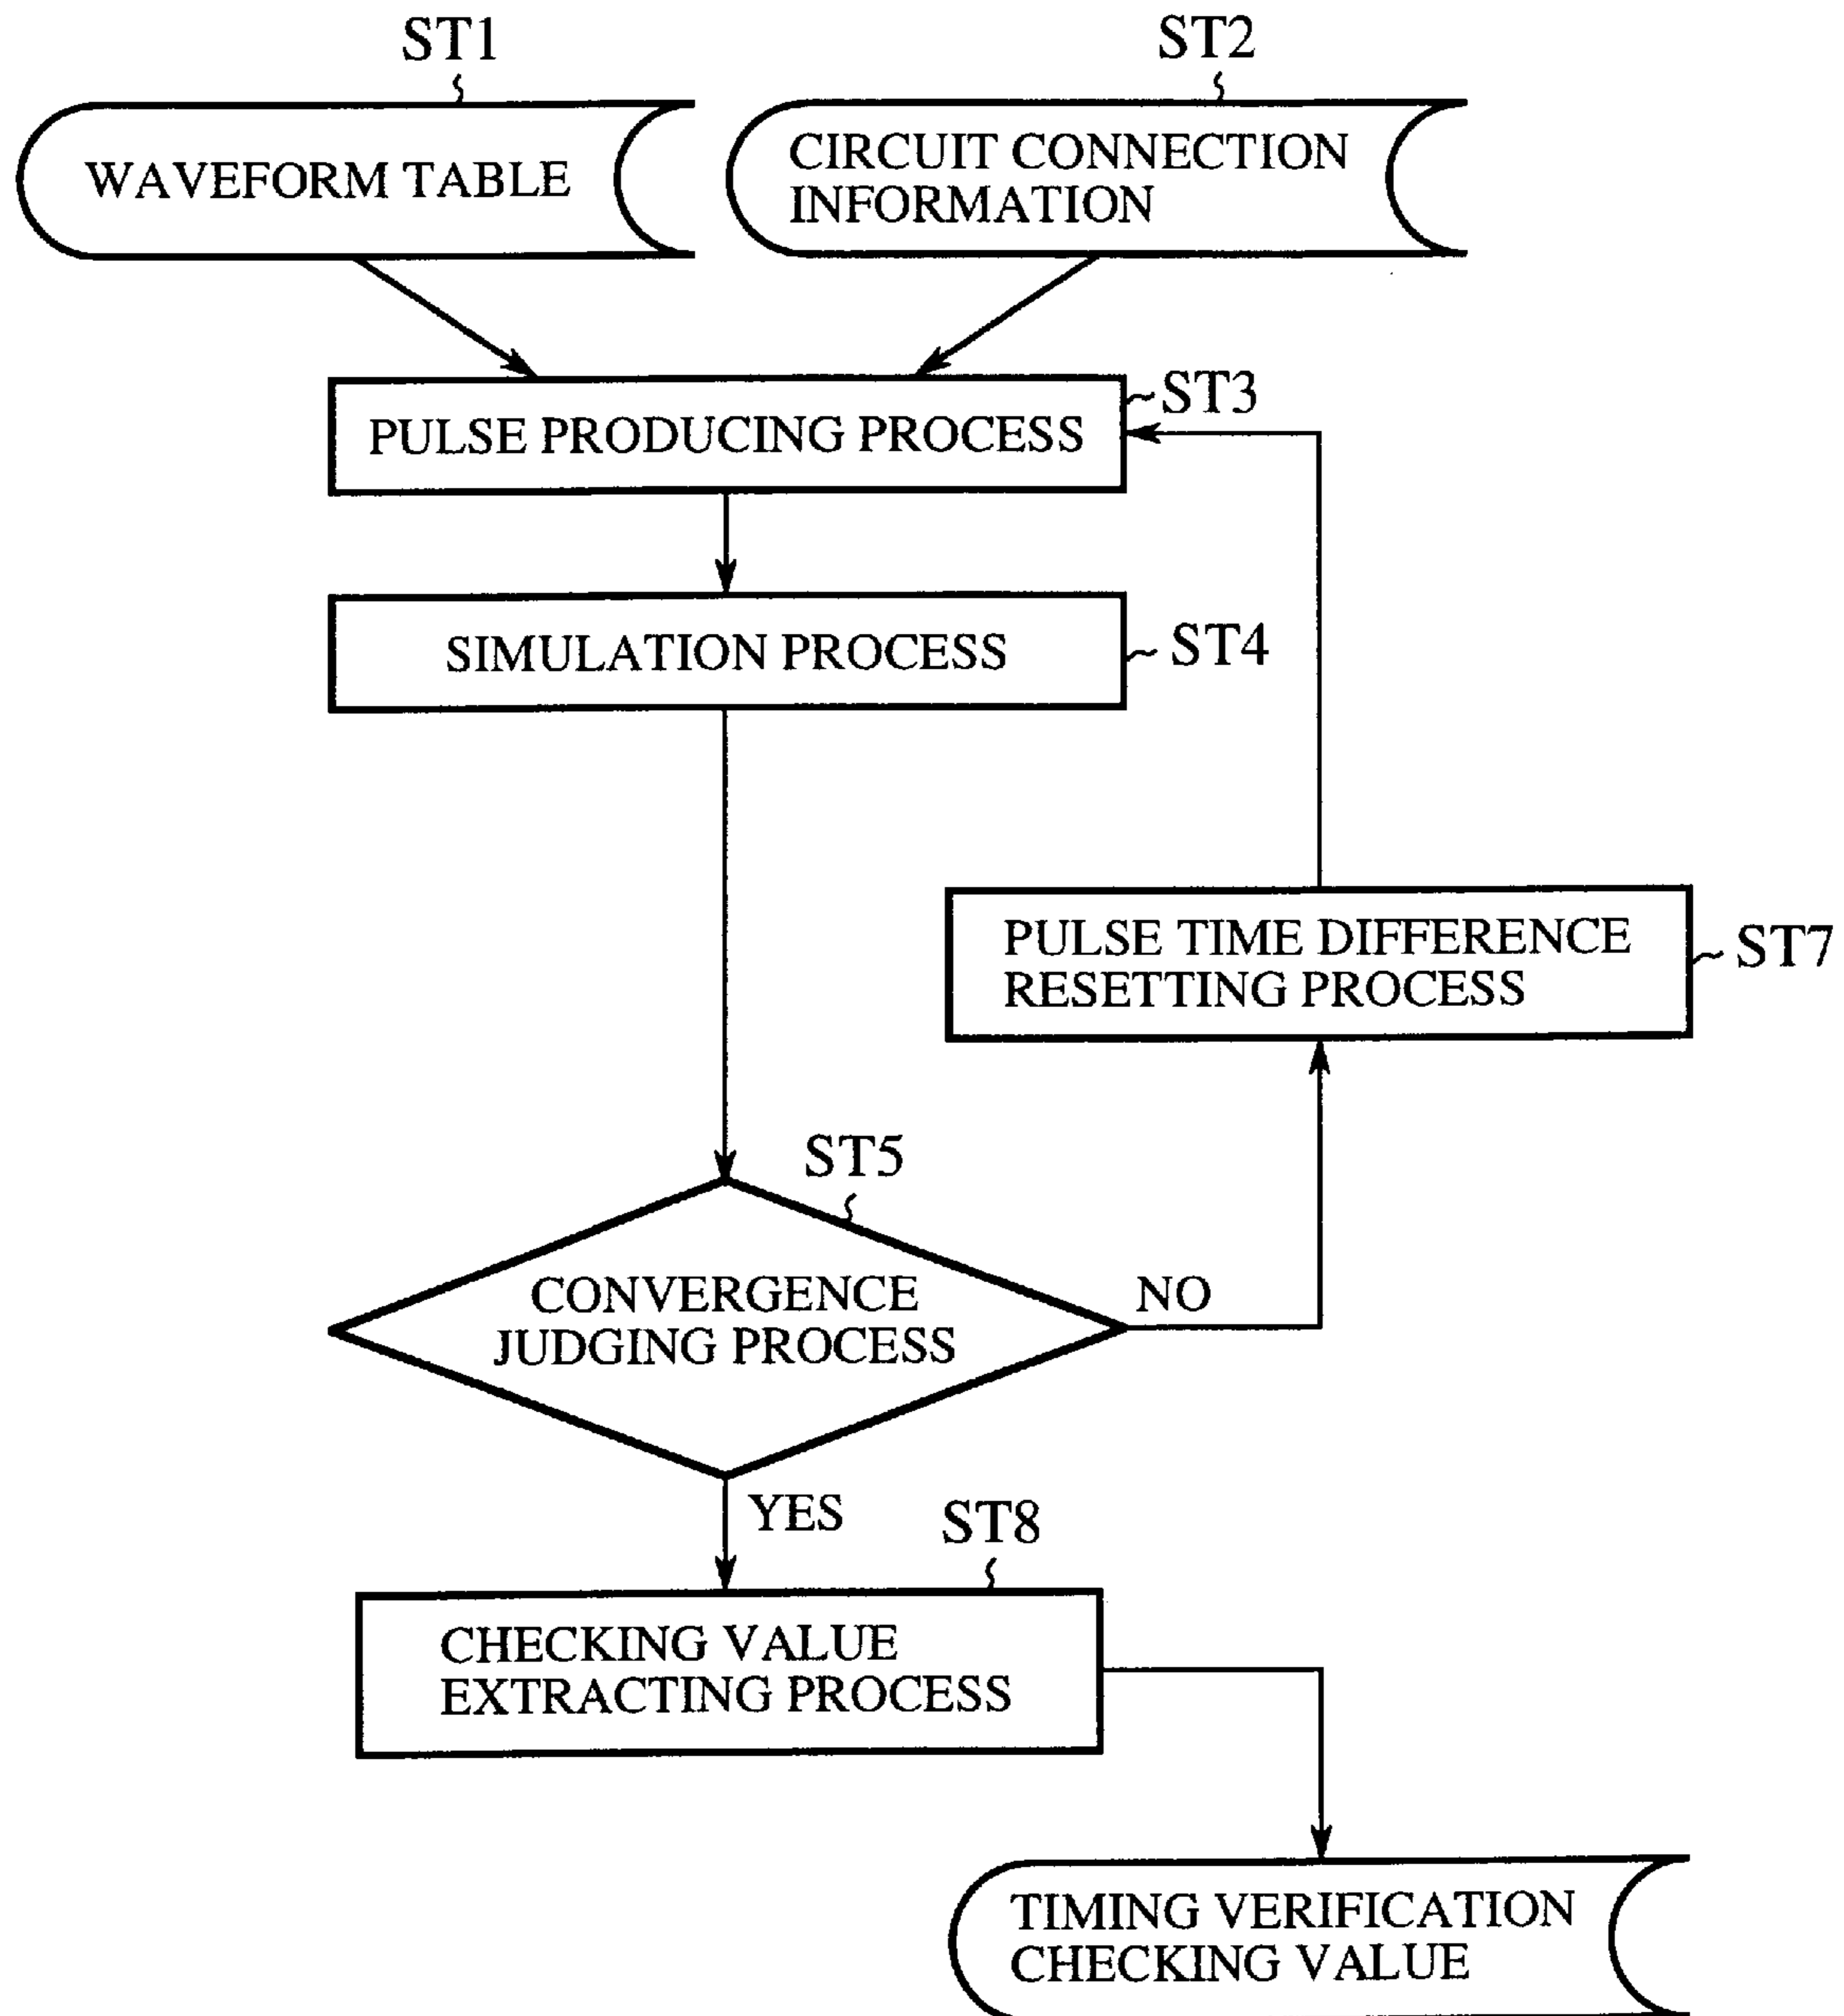 ST1
ST2
WAVEFORM TABLE
CIRCUIT CONNECTION
INFORMATION
ST3
PULSE PRODUCING PROCESS
SIMULATION PROCESS
ST4
PULSE TIME DIFFERENCE
RESETTING PROCESS
ST7
ST5
CONVERGENCE
JUDGING PROCESS
NO
YES
ST8
CHECKING VALUE
EXTRACTING PROCESS
TIMING VERIFICATION
CHECKING VALUE